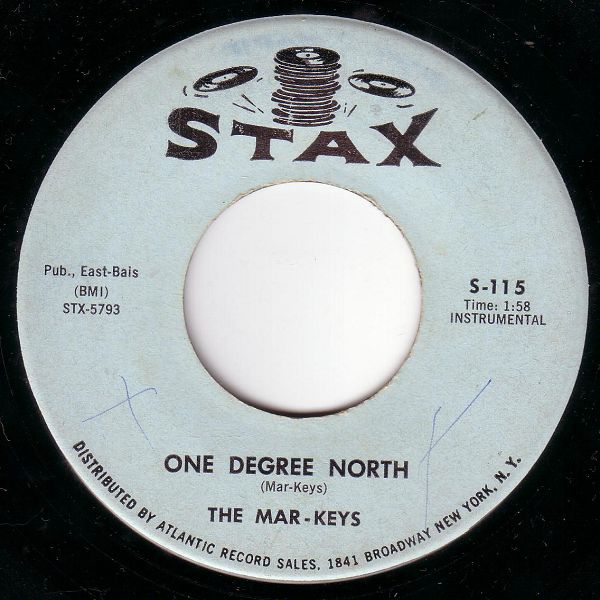 STAX
Pub., East-Bais
(BMI)
STX-5793
S-115
Time: 1:58
INSTRUMENTAL
ONE DEGREE NORTH
(Mar-Keys)
THE MAR-KEYS
DISTRIBUTED BY ATLANTIC RECORD SALES, 1841 BROADWAY NEW YORK, N. Y.